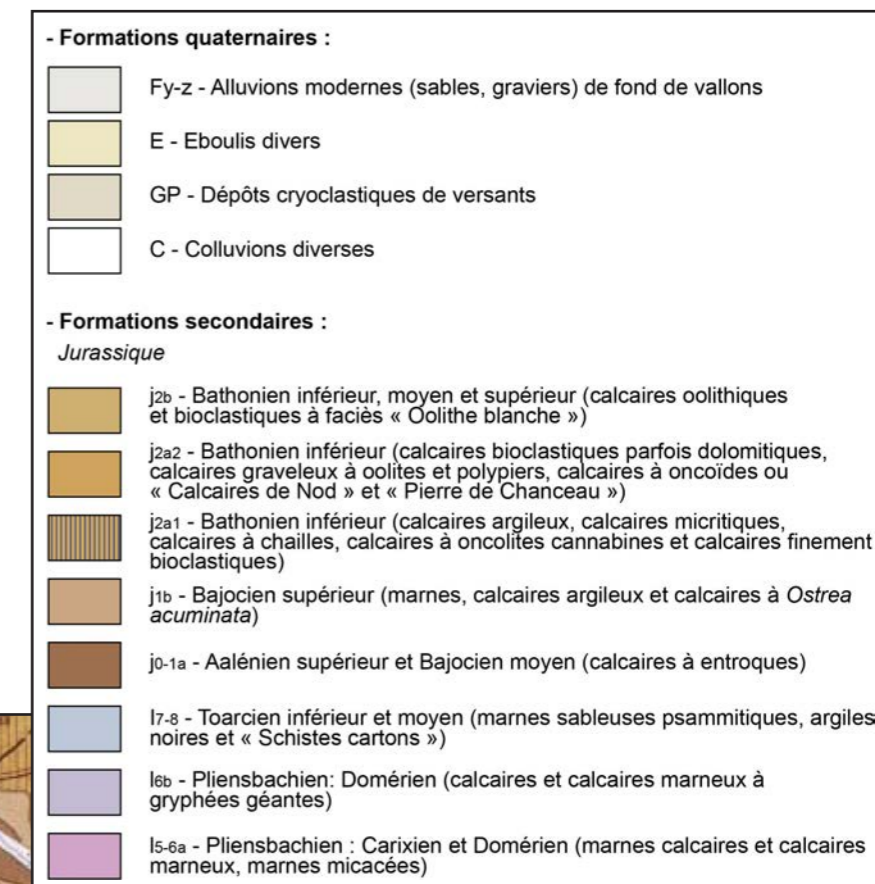 - Formations quaternaires :
Fy-z - Alluvions modernes (sables, graviers) de fond de vallons
E - Eboulis divers
GP - Dépôts cryoclastiques de versants
C - Colluvions diverses
- Formations secondaires :
Jurassique
j2b - Bathonien inférieur, moyen et supérieur (calcaires oolithiques
et bioclastiques à faciès « Oolithe blanche »)
j2a2 - Bathonien inférieur (calcaires bioclastiques parfois dolomitiques,
calcaires graveleux à oolites et polypiers, calcaires à oncoïdes ou
« Calcaires de Nod » et « Pierre de Chanceau »)
j2a1 - Bathonien inférieur (calcaires argileux, calcaires micritiques,
calcaires à chailles, calcaires à oncolites cannabines et calcaires finement
bioclastiques)
j1b - Bajocien supérieur (marnes, calcaires argileux et calcaires à Ostrea
acuminata)
j0-1a - Aalénien supérieur et Bajocien moyen (calcaires à entroques)
l7-8 - Toarcien inférieur et moyen (marnes sableuses psammitiques, argiles
noires et « Schistes cartons »)
l6b - Pliensbachien: Domérien (calcaires et calcaires marneux à
gryphées géantes)
l5-6a - Pliensbachien : Carixien et Domérien (marnes calcaires et calcaires
marneux, marnes micacées)